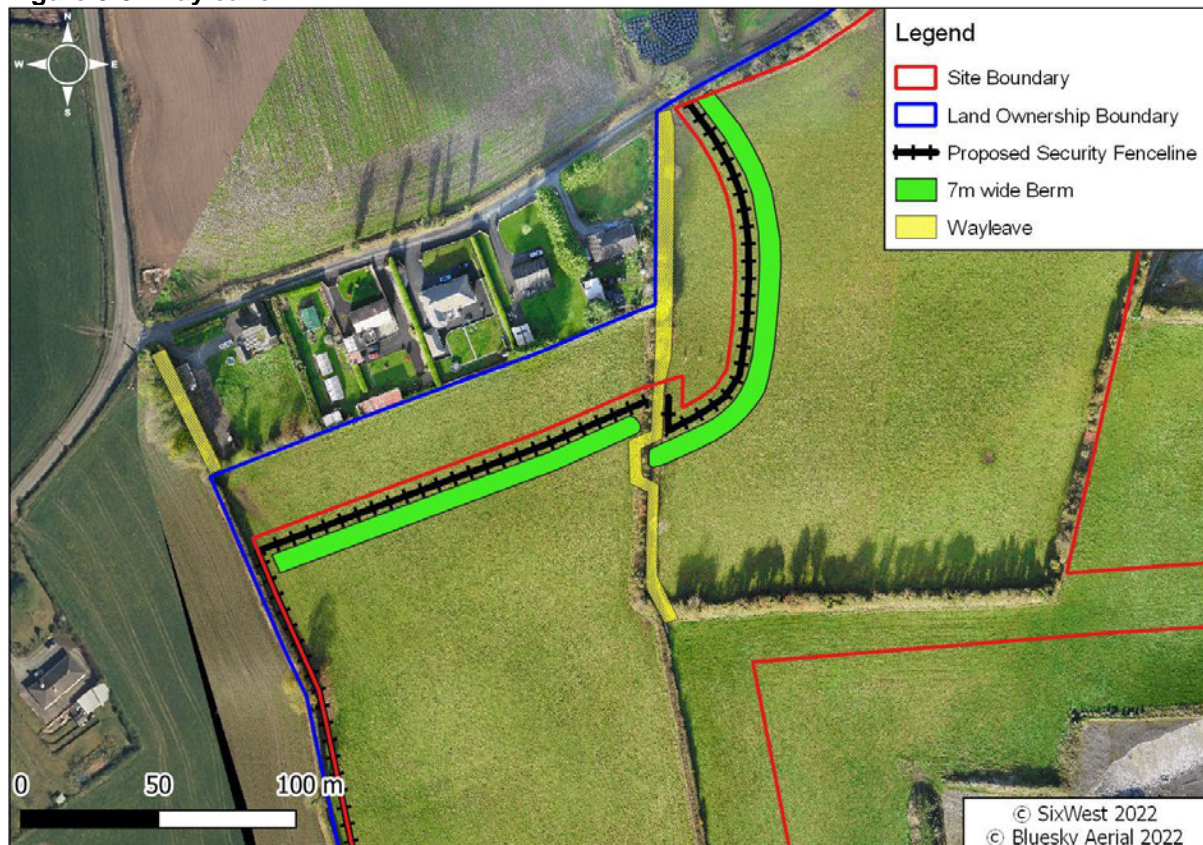 N
W E
S
Legend
Site Boundary
Land Ownership Boundary
Proposed Security Fenceline
7m wide Berm
Wayleave
0 50 100 m
© SixWest 2022
© Bluesky Aerial 2022